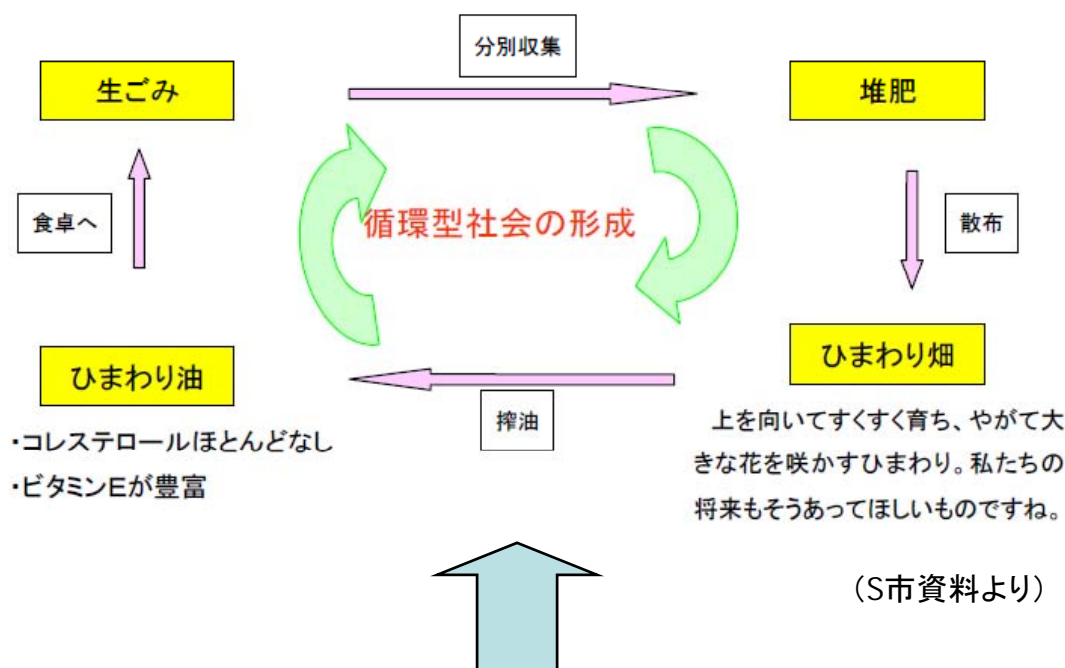 分別収集
生ごみ
堆肥
食卓へ
循環型社会の形成
散布
ひまわり油
ひまわり畑
搾油
・コレステロールほとんどなし
・ビタミンEが豊富
上を向いてすくすく育ち、やがて大
きな花を咲かすひまわり。私たちの
将来もそうあってほしいものですね。
（S市資料より）